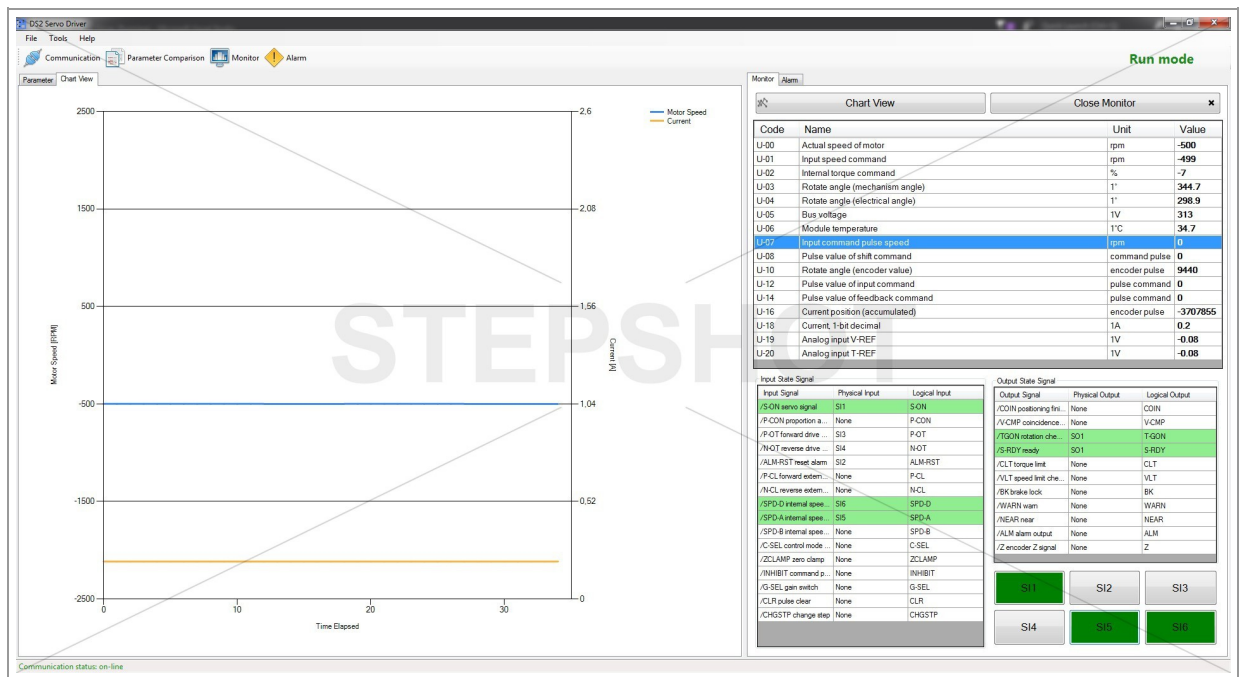 DS2 Servo Driver
File Tools Help
Communication Parameter Comparison Monitor Alarm
Run mode
Parameter Chart View
2500
1500
500
-500
-1500
-2500
Motor Speed [RPM]
2,6
2,08
1,56
1,04
0,52
0
Current [A]
Motor Speed
Current
0 10 20 30
Time Elapsed
STEPSHOT
Monitor Alarm
Chart View Close Monitor
Code Name Unit Value
U-00 Actual speed of motor rpm -500
U-01 Input speed command rpm -499
U-02 Internal torque command % -7
U-03 Rotate angle (mechanism angle) 1° 344.7
U-04 Rotate angle (electrical angle) 1° 298.9
U-05 Bus voltage 1V 313
U-06 Module temperature 1°C 34.7
U-07 Input command pulse speed rpm 0
U-08 Pulse value of shift command command pulse 0
U-10 Rotate angle (encoder value) encoder pulse 9440
U-12 Pulse value of input command pulse command 0
U-14 Pulse value of feedback command pulse command 0
U-16 Current position (accumulated) encoder pulse -3707855
U-18 Current, 1-bit decimal 1A 0.2
U-19 Analog input V-REF 1V -0.08
U-20 Analog input T-REF 1V -0.08
Input State Signal
Input Signal Physical Input Logical Input
/S-ON servo signal SI1 S-ON
/P-CON proportion a... None P-CON
/P-OT forward drive ... SI3 P-OT
/N-OT reverse drive ... SI4 N-OT
/ALM-RST reset alarm SI2 ALM-RST
/P-CL forward extern... None P-CL
/N-CL reverse extern... None N-CL
/SPD-D internal spee... SI6 SPD-D
/SPD-A internal spee... SI5 SPD-A
/SPD-B internal spee... None SPD-B
/C-SEL control mode ... None C-SEL
/ZCLAMP zero clamp None ZCLAMP
/INHIBIT command p... None INHIBIT
/G-SEL gain switch None G-SEL
/CLR pulse clear None CLR
/CHGSTP change step None CHGSTP
Output State Signal
Output Signal Physical Output Logical Output
/COIN positioning fini... None COIN
/V-CMP coincidence... None V-CMP
/TGON rotation che... SO1 T-GON
/S-RDY ready SO1 S-RDY
/CLT torque limit None CLT
/VLT speed limit che... None VLT
/BK brake lock None BK
/WARN warn None WARN
/NEAR near None NEAR
/ALM alarm output None ALM
/Z encoder Z signal None Z
SI1 SI2 SI3
SI4 SI5 SI6
Communication status: on-line